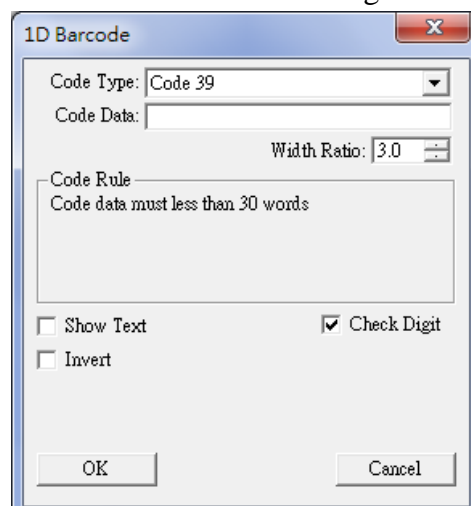 1D Barcode
Code Type: Code 39
Code Data:
Width Ratio: 3.0
Code Rule
Code data must less than 30 words
Show Text
Check Digit
Invert
OK
Cancel